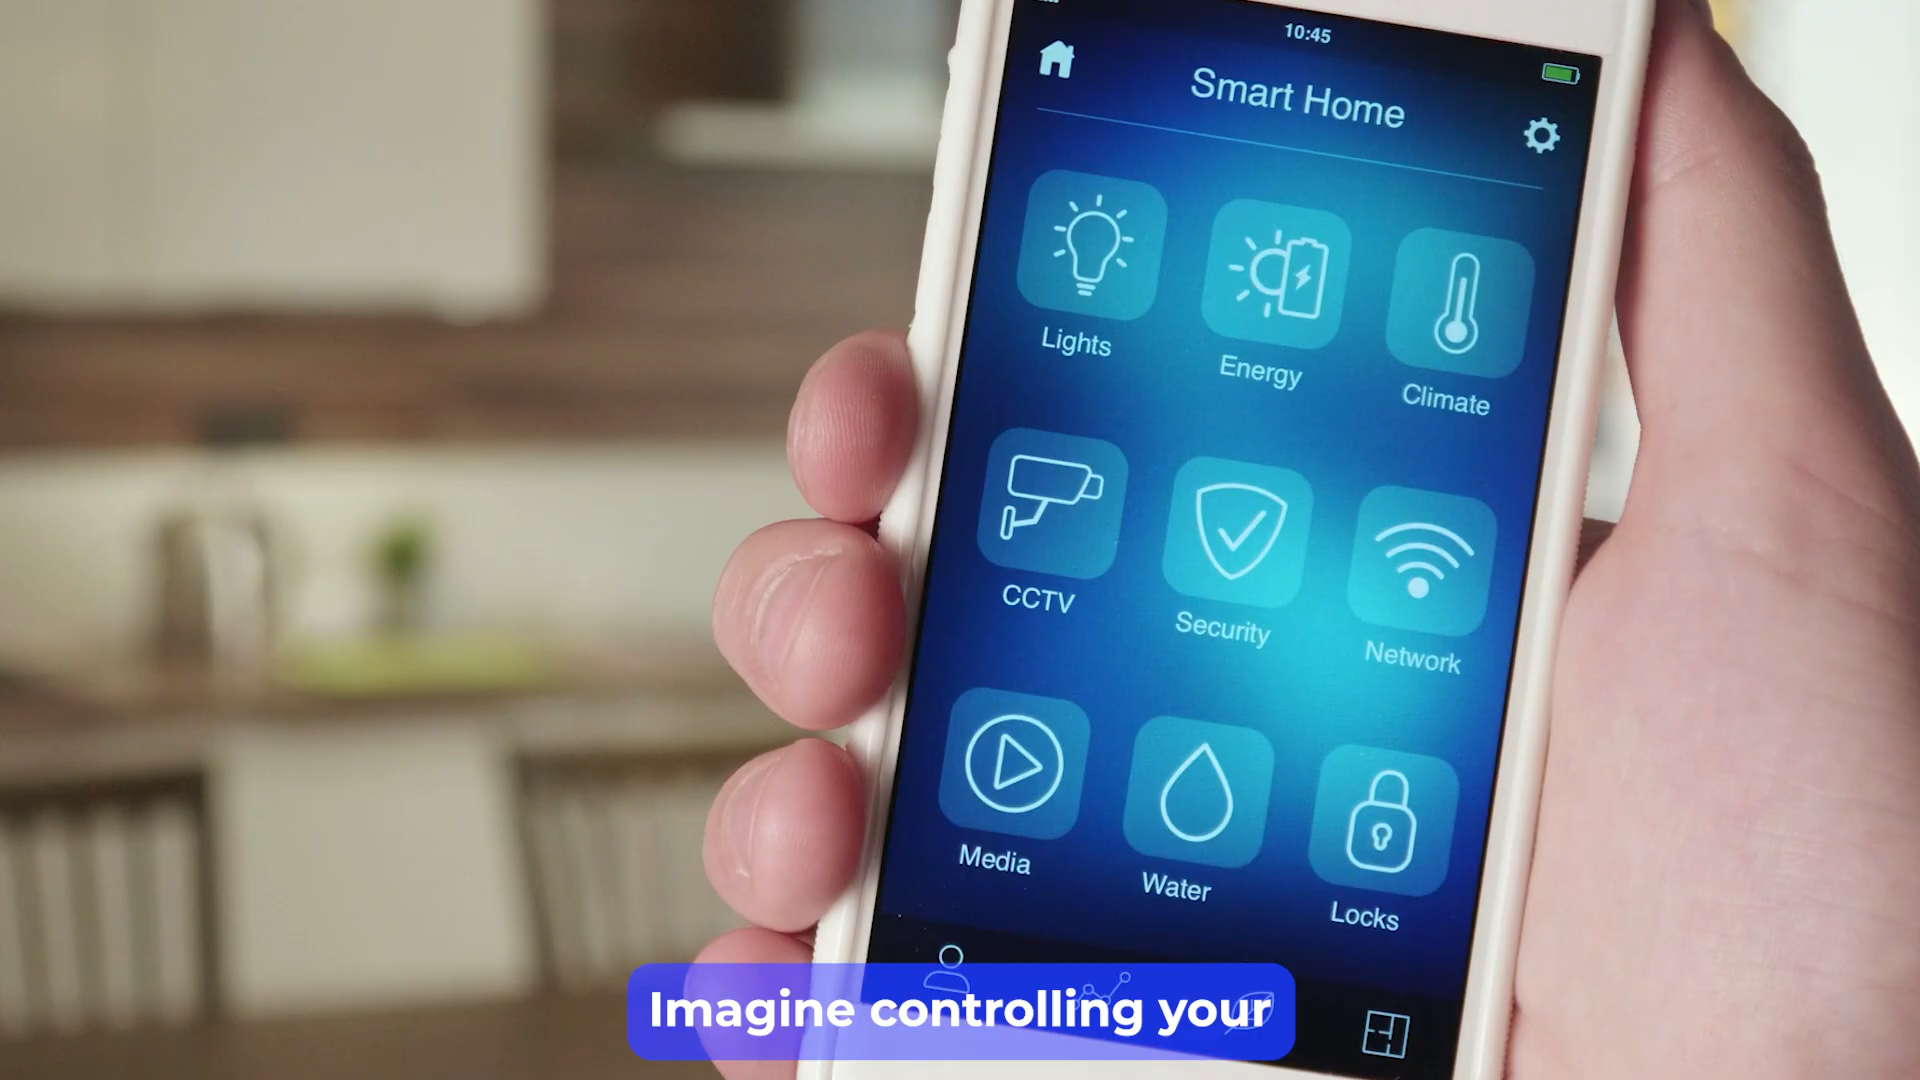 10:45
Smart Home
Lights
Energy
Climate
CCTV
Security
Network
Media
Water
Locks
Imagine controlling your